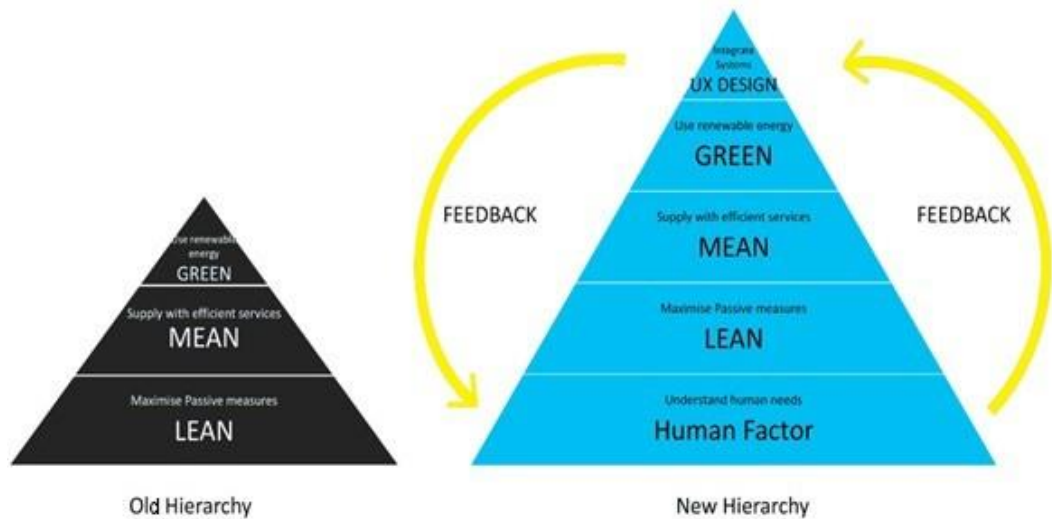 Use renewable
energy
GREEN
Supply with efficient services
MEAN
Maximise Passive measures
LEAN
Old Hierarchy
Integrate
Systems
UX DESIGN
Use renewable energy
GREEN
Supply with efficient services
MEAN
Maximise Passive measures
LEAN
Understand human needs
Human Factor
FEEDBACK
FEEDBACK
New Hierarchy